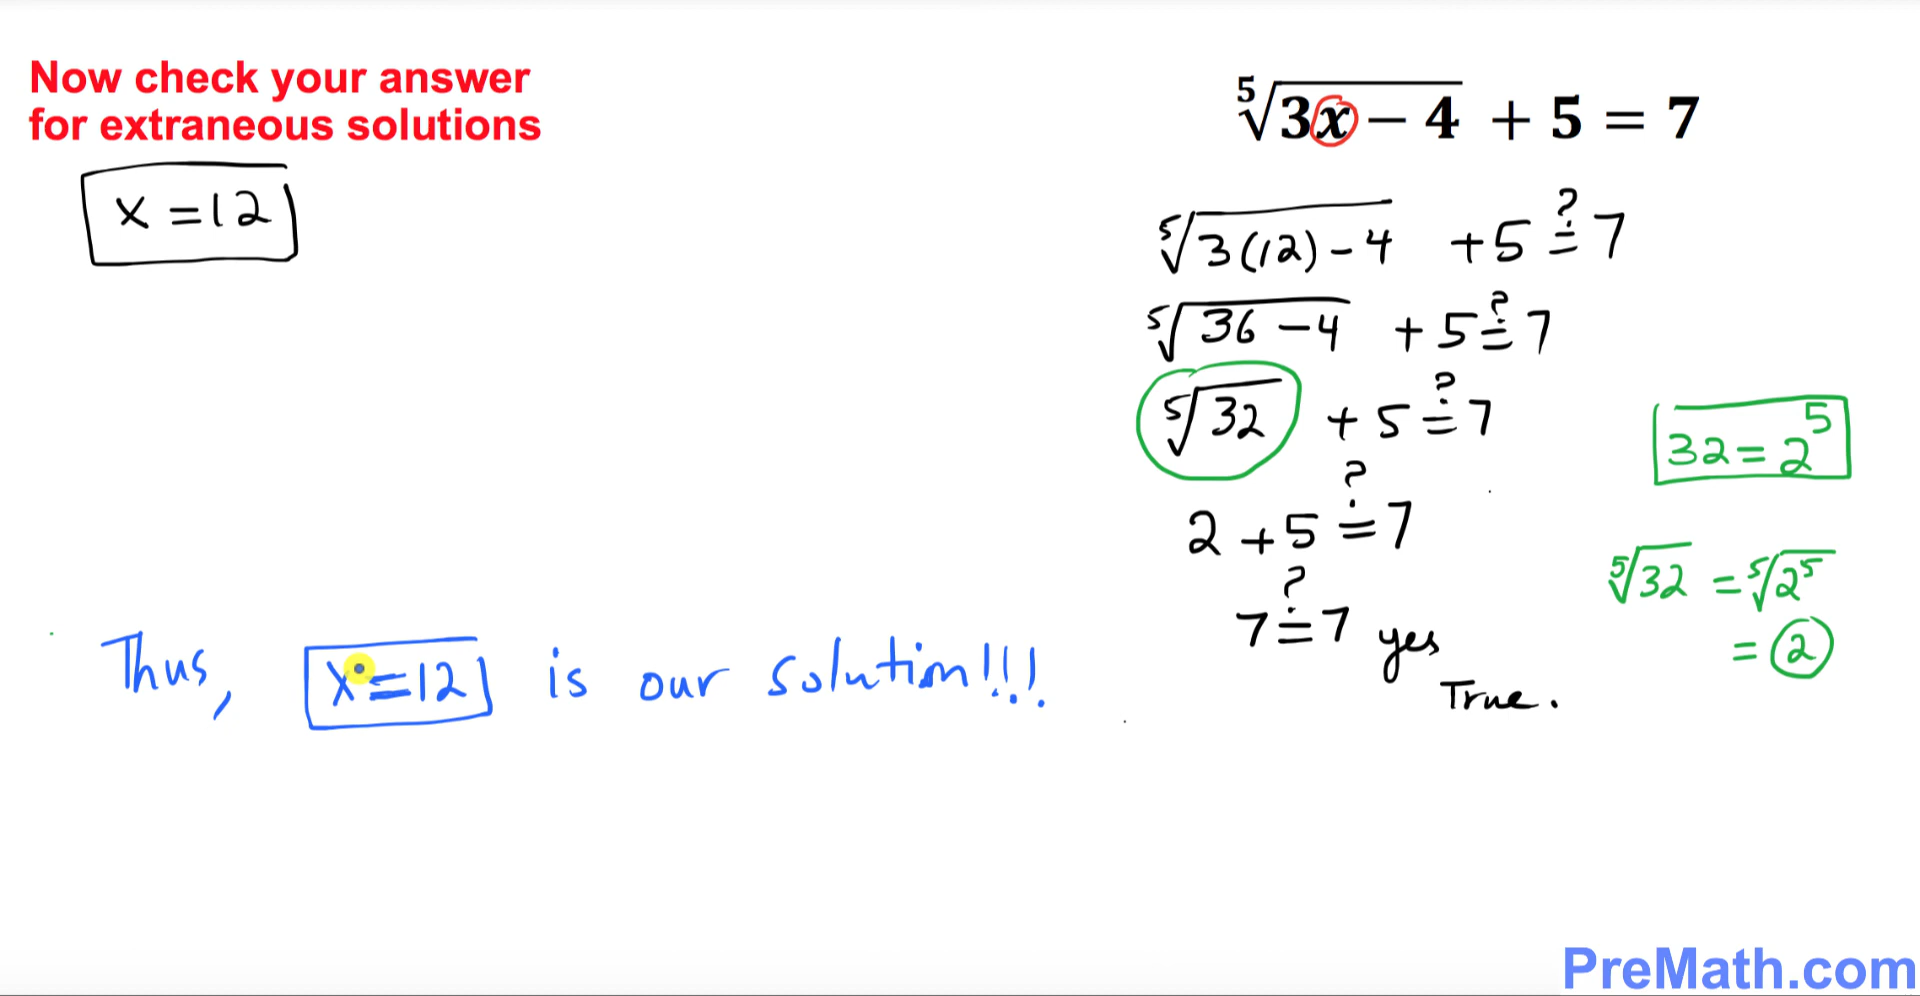 Now check your answer
for extraneous solutions
x = 12
⁵√(3x − 4) + 5 = 7
⁵√(3(12) − 4) + 5 ≟ 7
⁵√(36 − 4) + 5 ≟ 7
⁵√32 + 5 ≟ 7
2 + 5 ≟ 7
7 ≟ 7 yes
True.
32 = 2⁵
⁵√32 = ⁵√2⁵
= 2
Thus, x = 12 is our solution!!!
PreMath.com